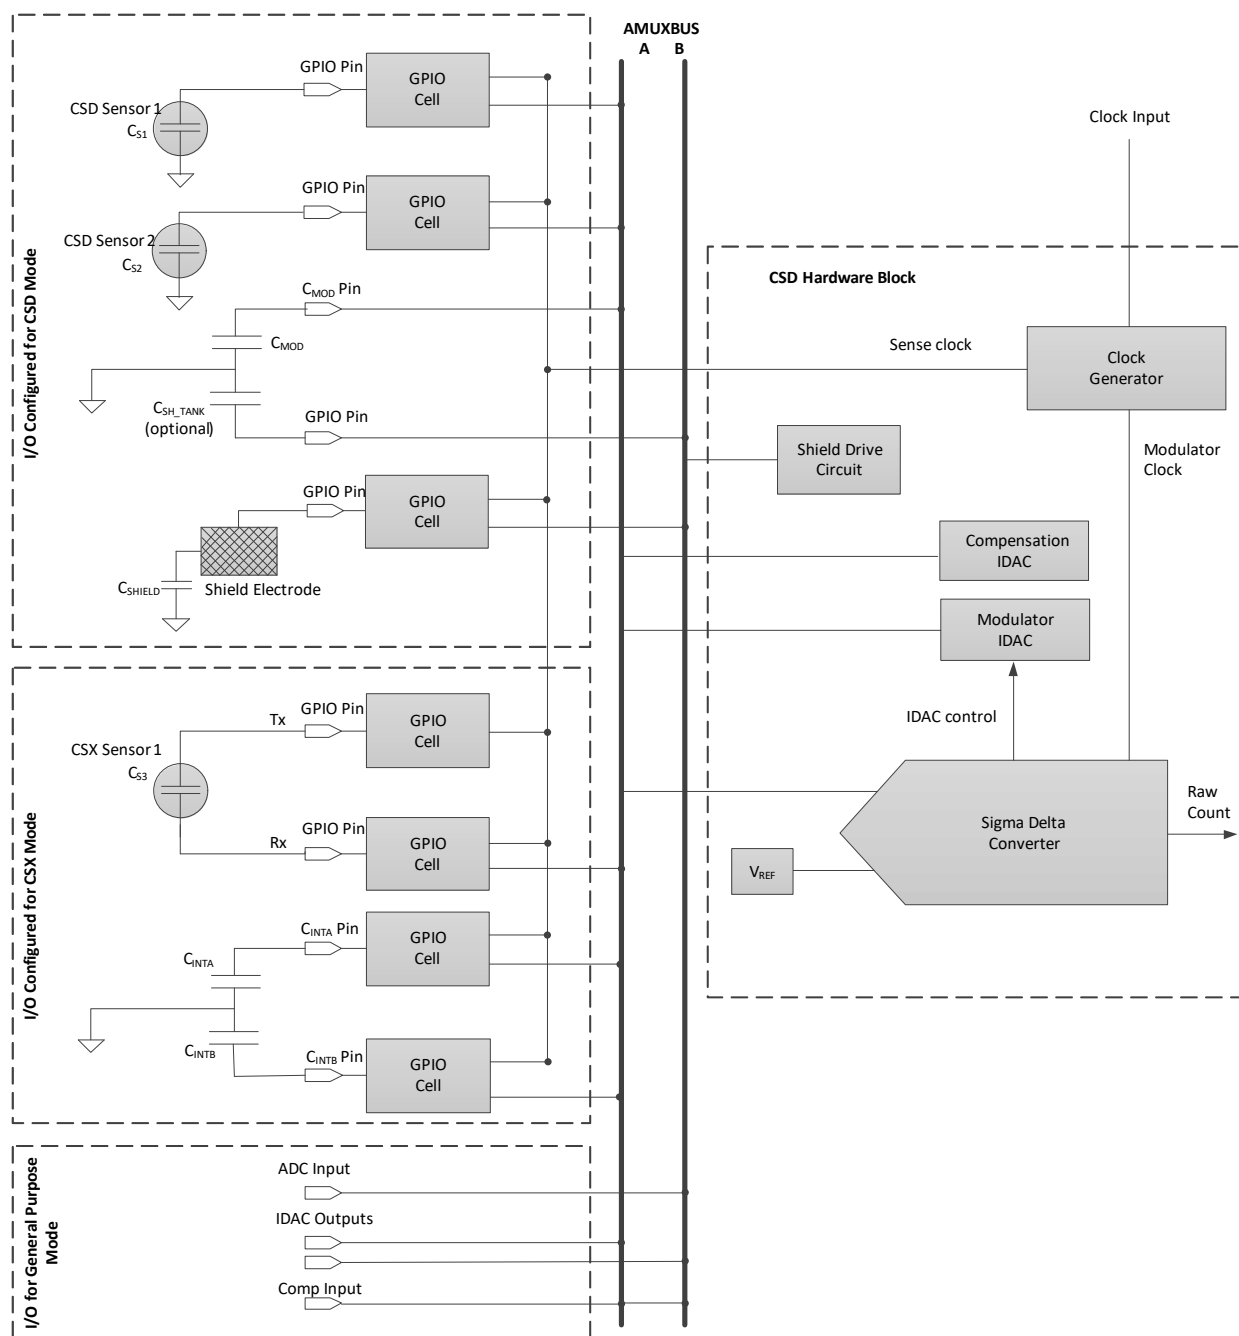 AMUXBUS
A B
I/O Configured for CSD Mode
GPIO Pin
GPIO
Cell
CSD Sensor 1
CS1
GPIO Pin
GPIO
Cell
CSD Sensor 2
CS2
CMOD Pin
CMOD
CSH_TANK
(optional)
GPIO Pin
GPIO Pin
GPIO
Cell
CSHIELD
Shield Electrode
I/O Configured for CSX Mode
GPIO Pin
Tx
GPIO
Cell
CSX Sensor 1
CS3
GPIO Pin
Rx
GPIO
Cell
CINTA Pin
GPIO
Cell
CINTA
CINTB
CINTB Pin
GPIO
Cell
I/O for General Purpose
Mode
ADC Input
IDAC Outputs
Comp Input
Clock Input
CSD Hardware Block
Sense clock
Clock
Generator
Shield Drive
Circuit
Modulator
Clock
Compensation
IDAC
Modulator
IDAC
IDAC control
Sigma Delta
Converter
Raw
Count
VREF